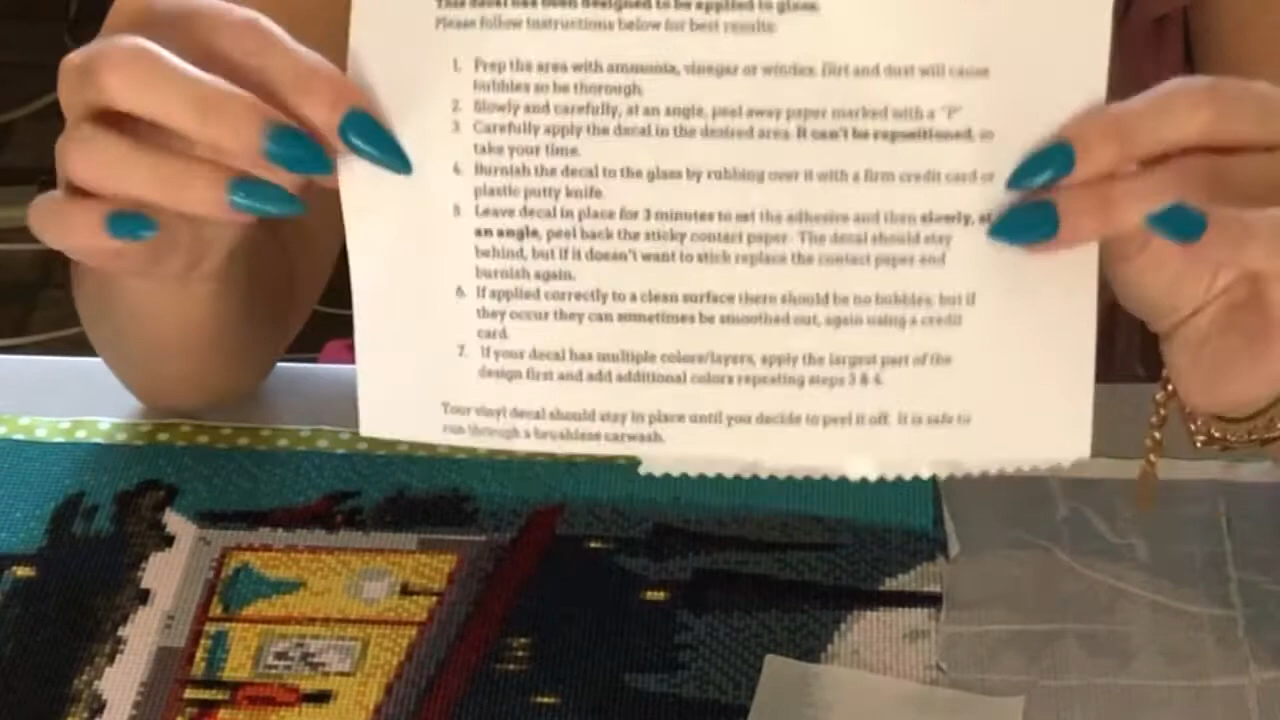 This decal has been designed to be applied to glass.
Please follow instructions below for best results:
1. Prep the area with ammonia, vinegar or windex. Dirt and dust will cause
bubbles so be thorough.
2. Slowly and carefully, at an angle, peel away paper marked with a "P"
3. Carefully apply the decal in the desired area. It can't be repositioned, so
take your time.
4. Burnish the decal to the glass by rubbing over it with a firm credit card or
plastic putty knife.
5. Leave decal in place for 3 minutes to set the adhesive and then slowly, at
an angle, peel back the sticky contact paper. The decal should stay
behind, but if it doesn't want to stick replace the contact paper and
burnish again.
6. If applied correctly to a clean surface there should be no bubbles, but if
they occur they can sometimes be smoothed out, again using a credit
card.
7. If your decal has multiple colors/layers, apply the largest part of the
design first and add additional colors repeating steps 3 & 4.
Your vinyl decal should stay in place until you decide to peel it off. It is safe to
run through a brushless carwash.